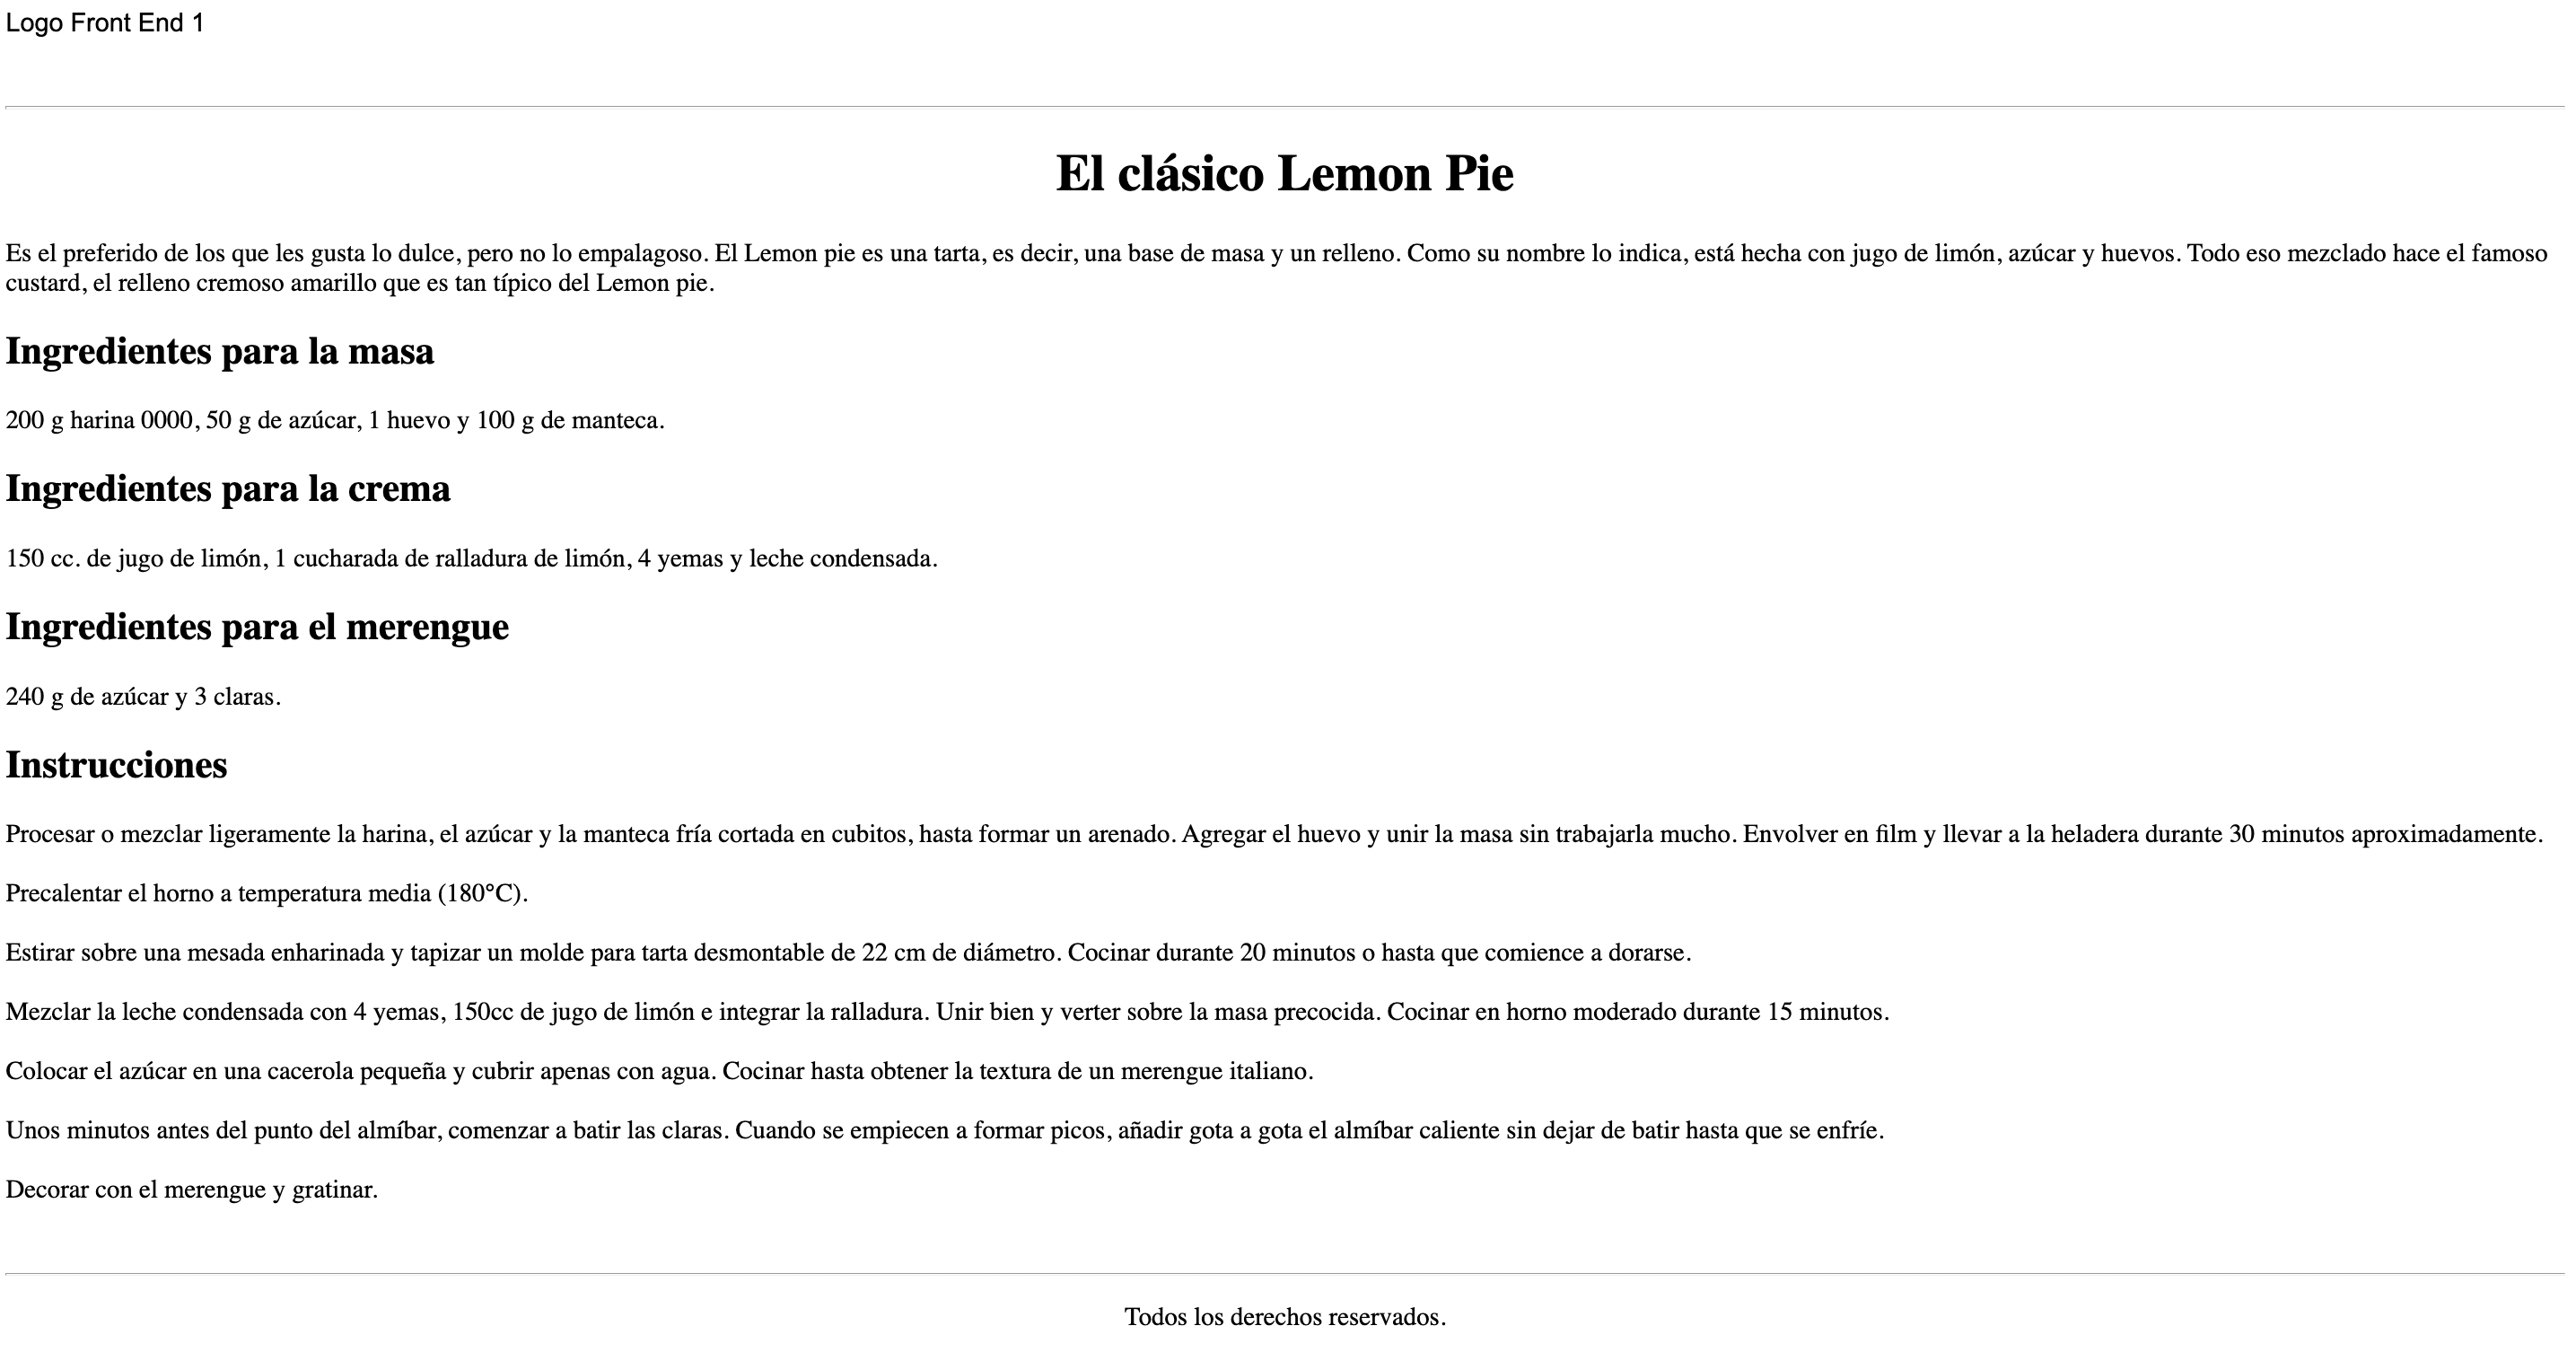 Logo Front End 1
El clásico Lemon Pie
Es el preferido de los que les gusta lo dulce, pero no lo empalagoso. El Lemon pie es una tarta, es decir, una base de masa y un relleno. Como su nombre lo indica, está hecha con jugo de limón, azúcar y huevos. Todo eso mezclado hace el famoso
custard, el relleno cremoso amarillo que es tan típico del Lemon pie.
Ingredientes para la masa
200 g harina 0000, 50 g de azúcar, 1 huevo y 100 g de manteca.
Ingredientes para la crema
150 cc. de jugo de limón, 1 cucharada de ralladura de limón, 4 yemas y leche condensada.
Ingredientes para el merengue
240 g de azúcar y 3 claras.
Instrucciones
Procesar o mezclar ligeramente la harina, el azúcar y la manteca fría cortada en cubitos, hasta formar un arenado. Agregar el huevo y unir la masa sin trabajarla mucho. Envolver en film y llevar a la heladera durante 30 minutos aproximadamente.
Precalentar el horno a temperatura media (180°C).
Estirar sobre una mesada enharinada y tapizar un molde para tarta desmontable de 22 cm de diámetro. Cocinar durante 20 minutos o hasta que comience a dorarse.
Mezclar la leche condensada con 4 yemas, 150cc de jugo de limón e integrar la ralladura. Unir bien y verter sobre la masa precocida. Cocinar en horno moderado durante 15 minutos.
Colocar el azúcar en una cacerola pequeña y cubrir apenas con agua. Cocinar hasta obtener la textura de un merengue italiano.
Unos minutos antes del punto del almíbar, comenzar a batir las claras. Cuando se empiecen a formar picos, añadir gota a gota el almíbar caliente sin dejar de batir hasta que se enfríe.
Decorar con el merengue y gratinar.
Todos los derechos reservados.